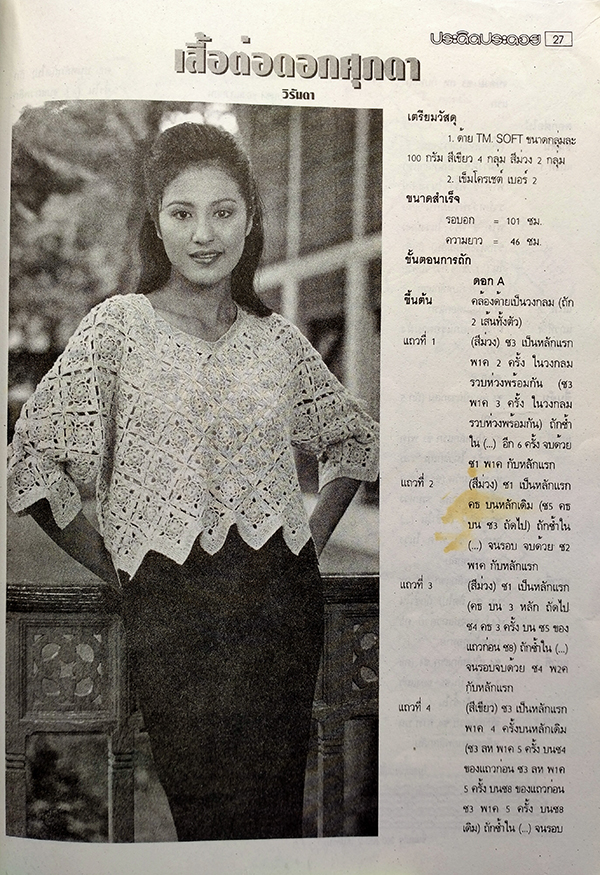 ประดิดประดอย 27
เสื้อต่อดอกศุภดา
วิรัมดา
เตรียมวัสดุ
1. ด้าย TM. SOFT ขนาดกลุ่มละ
100 กรัม สีเขียว 4 กลุ่ม สีม่วง 2 กลุ่ม
2. เข็มโครเชต์ เบอร์ 2
ขนาดสำเร็จ
รอบอก = 101 ซม.
ความยาว = 46 ซม.
ขั้นตอนการถัก
ดอก A
ขึ้นต้น คล้องด้ายเป็นวงกลม (ถัก
2 เส้นทั้งตัว)
แถวที่ 1 (สีม่วง) ซ3 เป็นหลักแรก
พ1ค 2 ครั้ง ในวงกลม
รวบห่วงพร้อมกัน (ซ3
พ1ค 3 ครั้ง ในวงกลม
รวบห่วงพร้อมกัน) ถักซ้ำ
ใน (...) อีก 6 ครั้ง จบด้วย
ซ1 พ1ค กับหลักแรก
แถวที่ 2 (สีม่วง) ซ1 เป็นหลักแรก
คธ บนหลักเดิม (ซ5 คธ
บน ซ3 ถัดไป) ถักซ้ำใน
(...) จนรอบ จบด้วย ซ2
พ1ค กับหลักแรก
แถวที่ 3 (สีม่วง) ซ1 เป็นหลักแรก
(คธ บน 3 หลัก ถัดไป
ซ4 คธ 3 ครั้ง บน ซ5 ของ
แถวก่อน ซ8) ถักซ้ำใน (...)
จนรอบจบด้วย ซ4 พ2ค
กับหลักแรก
แถวที่ 4 (สีเขียว) ซ3 เป็นหลักแรก
พ1ค 4 ครั้งบนหลักเดิม
(ซ3 ลห พ1ค 5 ครั้ง บนซ4
ของแถวก่อน ซ3 ลห พ1ค
5 ครั้ง บนซ8 ของแถวก่อน
ซ3 พ1ค 5 ครั้ง บนซ8
เดิม) ถักซ้ำใน (...) จนรอบ